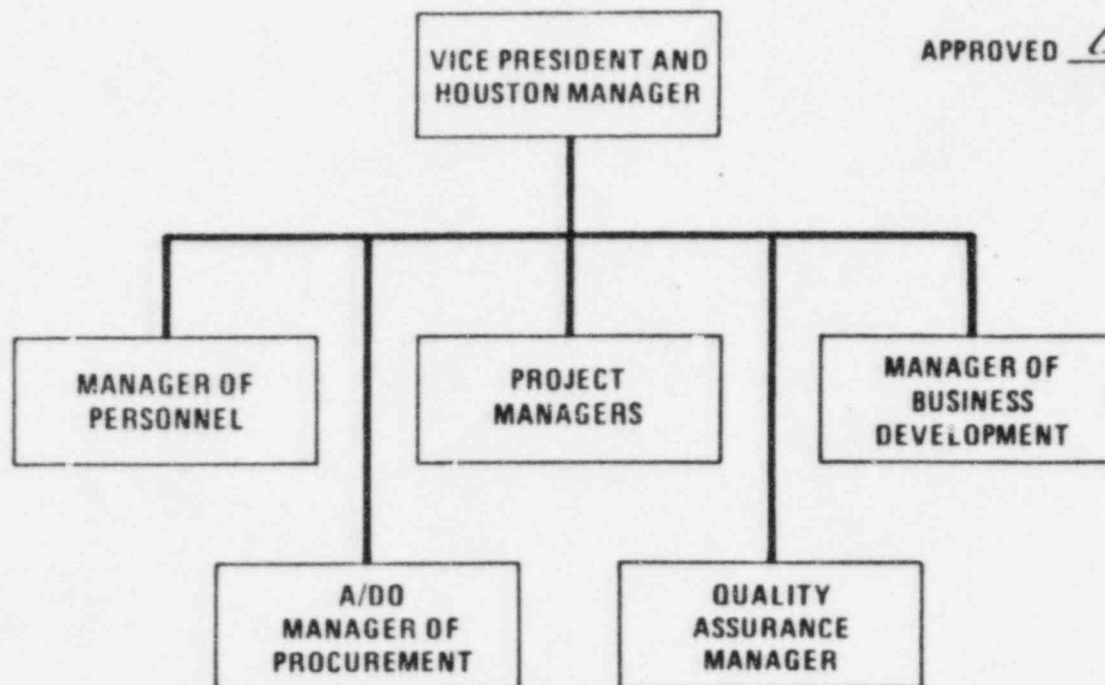 VICE PRESIDENT AND
HOUSTON MANAGER
APPROVED
MANAGER OF
PERSONNEL
PROJECT
MANAGERS
MANAGER OF
BUSINESS
DEVELOPMENT
A/DO
MANAGER OF
PROCUREMENT
QUALITY
ASSURANCE
MANAGER